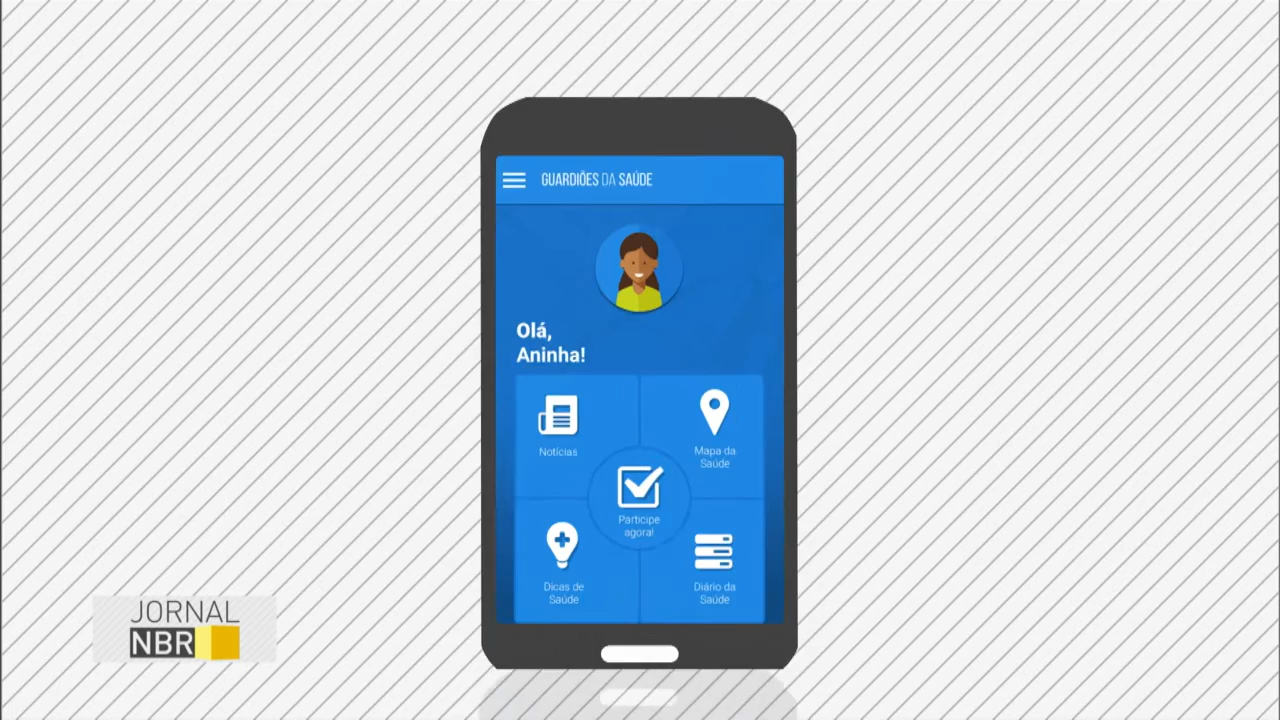 GUARDIÕES DA SAÚDE
Olá,
Aninha!
Notícias
Mapa da
Saúde
Participe
agora!
Dicas de
Saúde
Diário da
Saúde
JORNAL
NBR